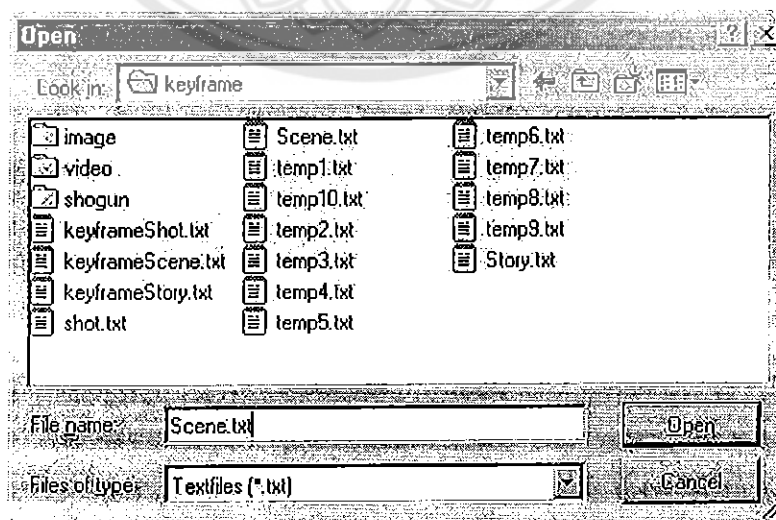 Open
Look in: keyframe
image
video
shogun
keyframeShot.txt
keyframeScene.txt
keyframeStory.txt
shot.txt
Scene.txt
temp1.txt
temp10.txt
temp2.txt
temp3.txt
temp4.txt
temp5.txt
temp6.txt
temp7.txt
temp8.txt
temp9.txt
Story.txt
File name: Scene.txt Open
Files of type: Textfiles (*.txt) Cancel